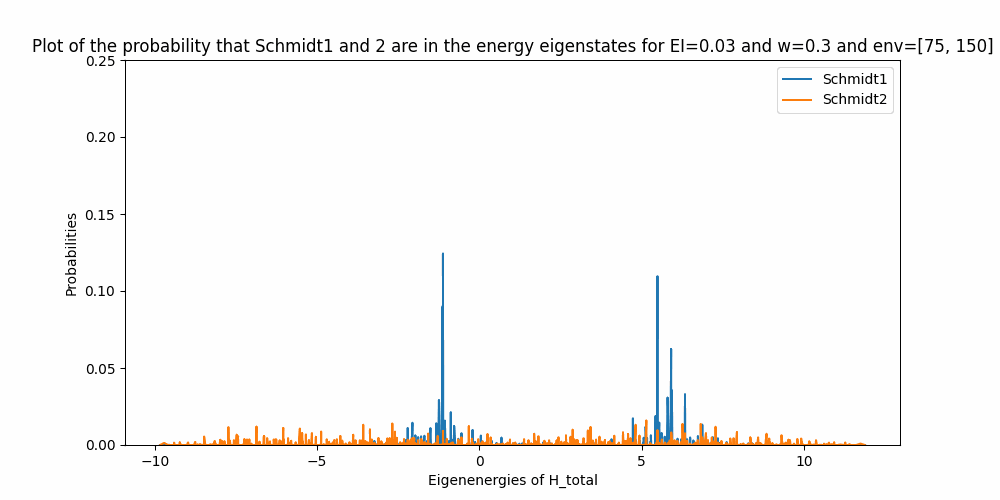 Plot of the probability that Schmidt1 and 2 are in the energy eigenstates for EI=0.03 and w=0.3 and env=[75, 150]
0.25
Schmidt1
Schmidt2
0.20
0.15
Probabilities
0.10
0.05
0.00
−10
−5
0
5
10
Eigenenergies of H_total